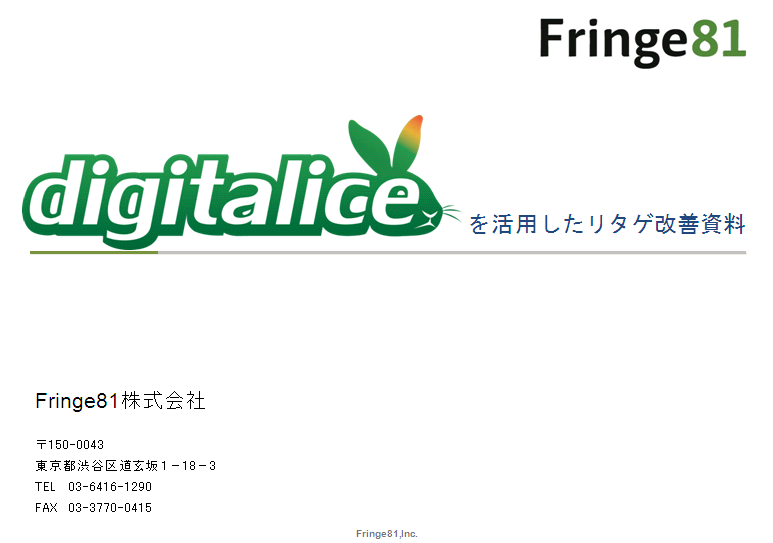 Fringe81
digitalice を活用したリタゲ改善資料
Fringe81株式会社
〒150-0043
東京都渋谷区道玄坂１－18－3
TEL　03-6416-1290
FAX　03-3770-0415
Fringe81,Inc.